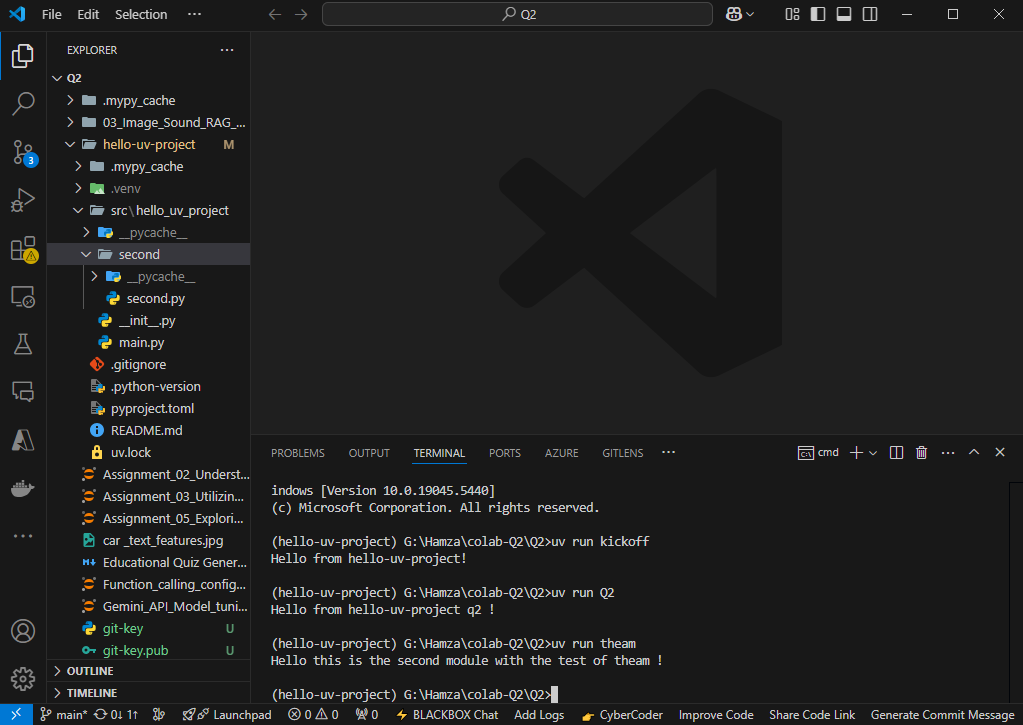 File Edit Selection ··· Q2
EXPLORER ···
Q2
.mypy_cache
03_Image_Sound_RAG_...
hello-uv-project M
.mypy_cache
.venv
src\hello_uv_project
__pycache__
second
__pycache__
second.py
__init__.py
main.py
.gitignore
.python-version
pyproject.toml
README.md
uv.lock
Assignment_02_Underst...
Assignment_03_Utilizin...
Assignment_05_Explori...
car _text_features.jpg
Educational Quiz Gener...
Function_calling_config...
Gemini_API_Model_tuni...
git-key U
git-key.pub U
OUTLINE
TIMELINE
3
PROBLEMS OUTPUT TERMINAL PORTS AZURE GITLENS ··· cmd
indows [Version 10.0.19045.5440]
(c) Microsoft Corporation. All rights reserved.
(hello-uv-project) G:\Hamza\colab-Q2\Q2>uv run kickoff
Hello from hello-uv-project!
(hello-uv-project) G:\Hamza\colab-Q2\Q2>uv run Q2
Hello from hello-uv-project q2 !
(hello-uv-project) G:\Hamza\colab-Q2\Q2>uv run theam
Hello this is the second module with the test of theam !
(hello-uv-project) G:\Hamza\colab-Q2\Q2>
main* 0↓ 1↑ Launchpad 0 0 0 BLACKBOX Chat Add Logs CyberCoder Improve Code Share Code Link Generate Commit Message